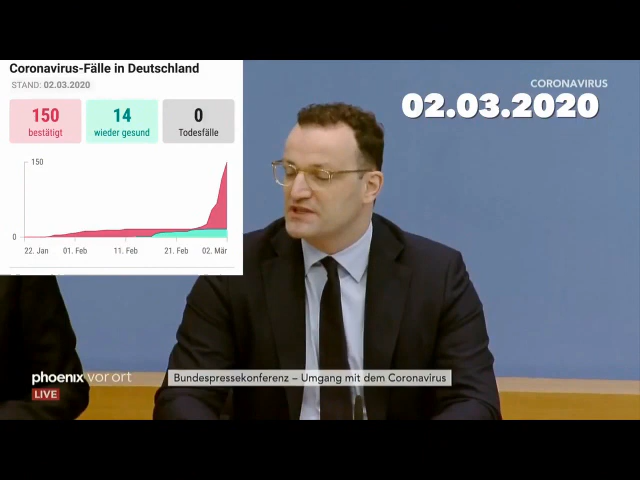 Coronavirus-Fälle in Deutschland
STAND: 02.03.2020
150
bestätigt
14
wieder gesund
0
Todesfälle
150
0
22. Jan
01. Feb
11. Feb
21. Feb
02. Mär
CORONAVIRUS
02.03.2020
phoenix vor ort
LIVE
Bundespressekonferenz – Umgang mit dem Coronavirus